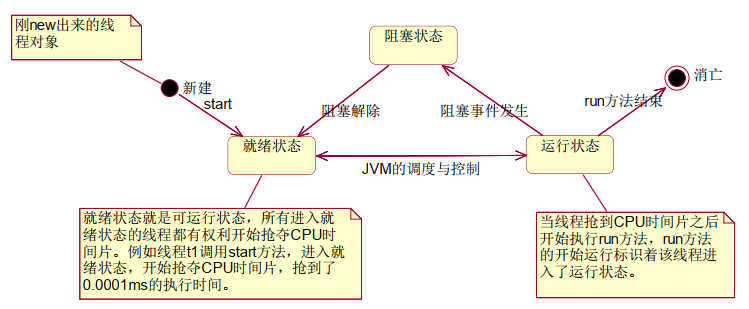 刚new出来的线
程对象
阻塞状态
新建
消亡
start
阻塞解除
阻塞事件发生
run方法结束
就绪状态
运行状态
JVM的调度与控制
就绪状态就是可运行状态，所有进入就
绪状态的线程都有权利开始抢夺CPU时
间片。例如线程t1调用start方法，进入就
绪状态，开始抢夺CPU时间片，抢到了
0.0001ms的执行时间。
当线程抢到CPU时间片之后
开始执行run方法，run方法
的开始运行标识着该线程进
入了运行状态。